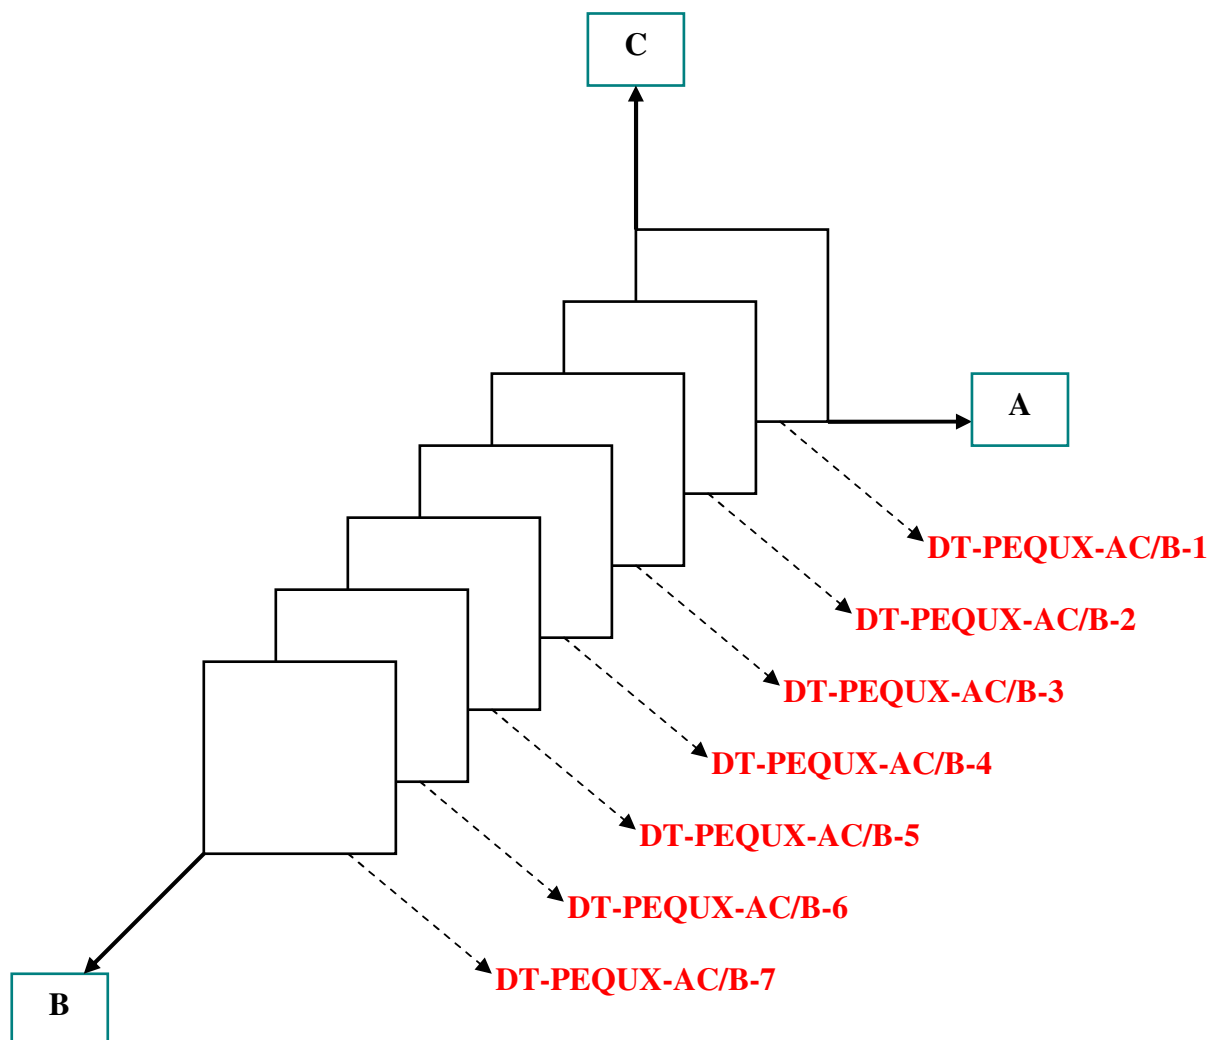 C
A
DT-PEQUX-AC/B-1
DT-PEQUX-AC/B-2
DT-PEQUX-AC/B-3
DT-PEQUX-AC/B-4
DT-PEQUX-AC/B-5
DT-PEQUX-AC/B-6
DT-PEQUX-AC/B-7
B